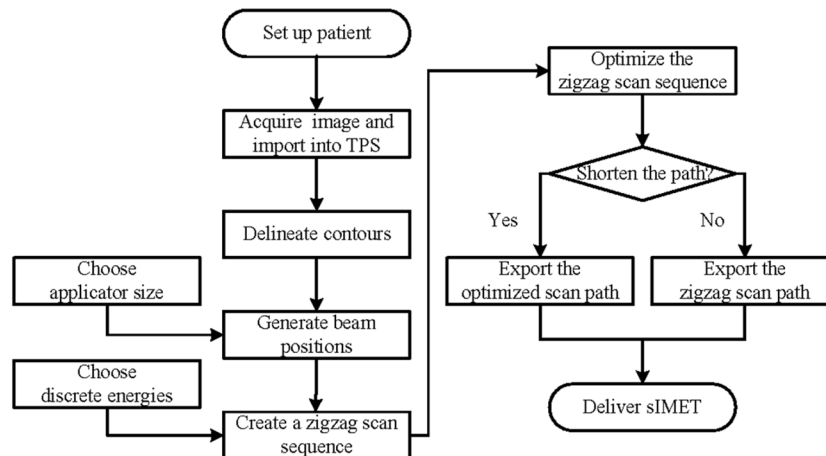 Set up patient
Acquire image and
import into TPS
Delineate contours
Choose
applicator size
Generate beam
positions
Choose
discrete energies
Create a zigzag scan
sequence
Optimize the
zigzag scan sequence
Shorten the path?
Yes
No
Export the
optimized scan path
Export the
zigzag scan path
Deliver sIMET